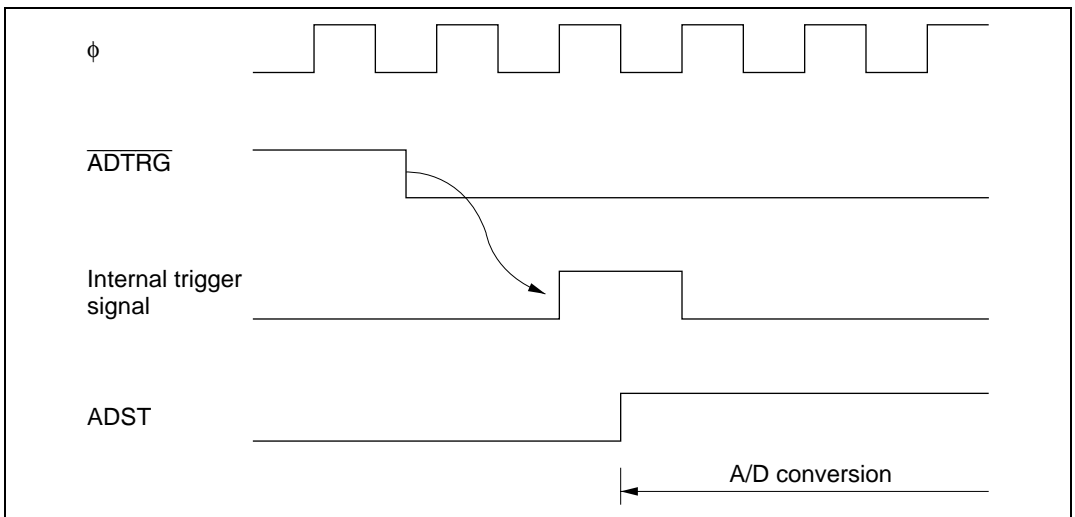 ϕ
ADTRG
Internal trigger
signal
ADST
A/D conversion